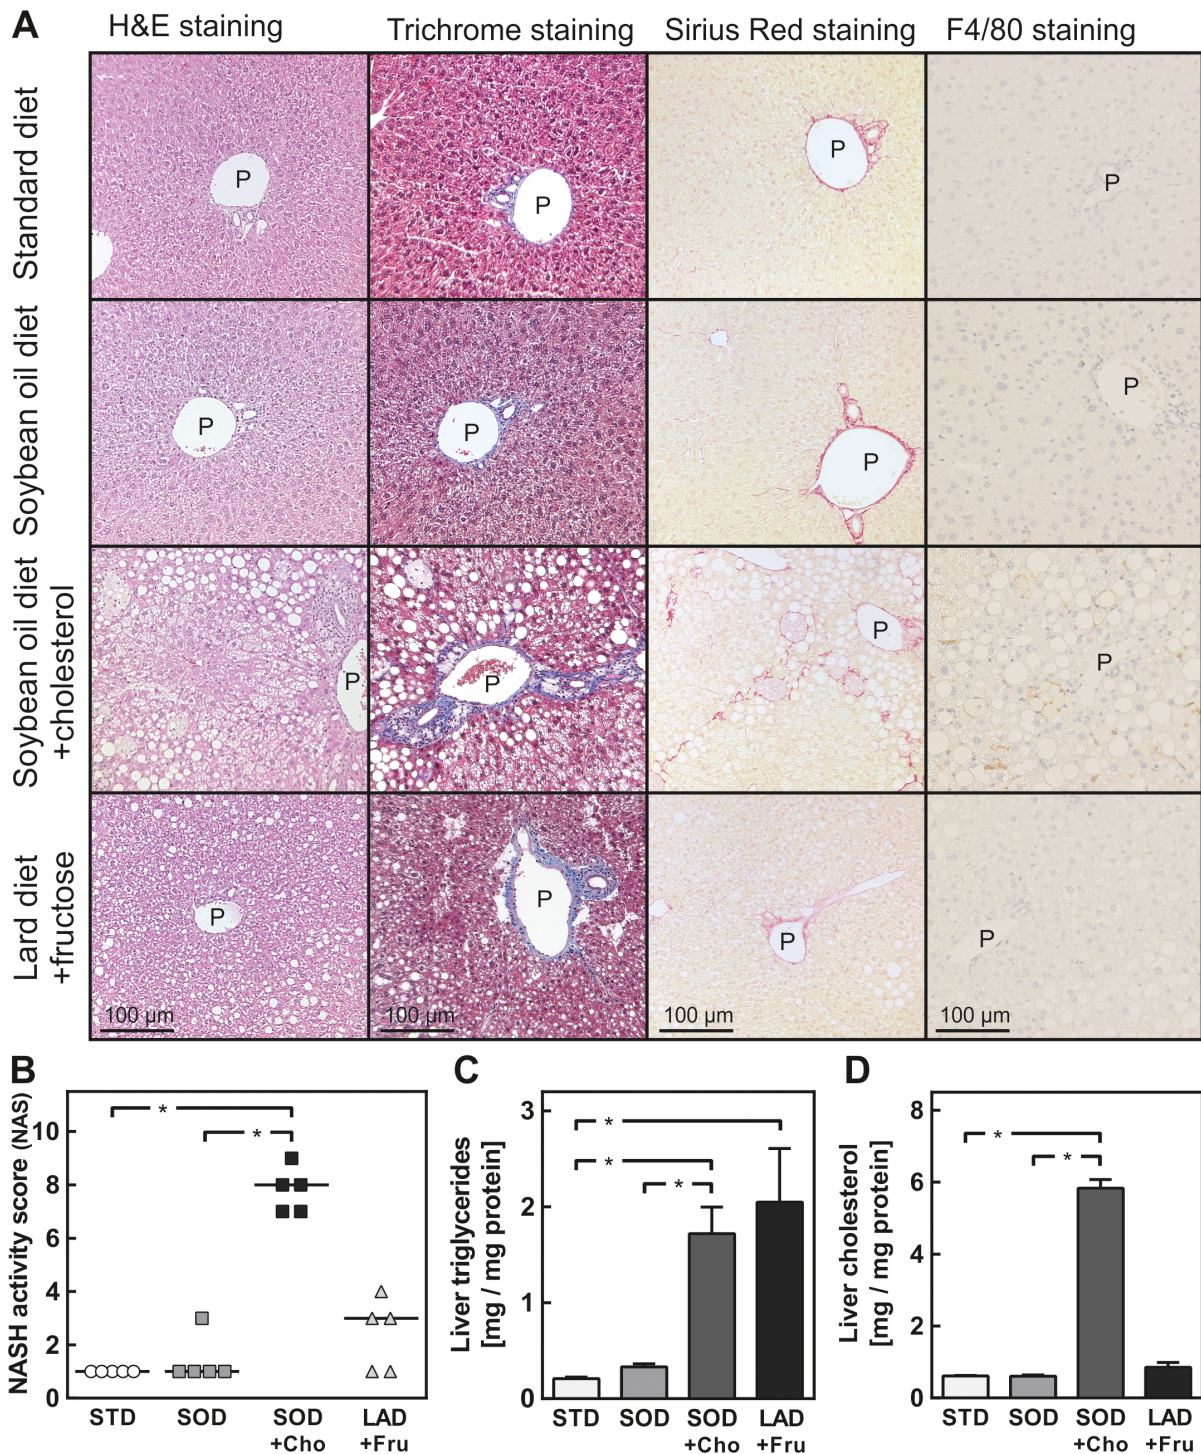 A
H&E staining
Trichrome staining
Sirius Red staining
F4/80 staining
Standard diet
P
P
P
P
Soybean oil diet
P
P
P
P
Soybean oil diet
+cholesterol
P
P
P
P
Lard diet
+fructose
P
P
P
P
100 µm
100 µm
100 µm
100 µm
B
NASH activity score (NAS)
10
8
6
4
2
0
*
*
STD
SOD
SOD
+Cho
LAD
+Fru
C
Liver triglycerides
[mg / mg protein]
3
2
1
0
*
*
*
STD
SOD
SOD
+Cho
LAD
+Fru
D
Liver cholesterol
[mg / mg protein]
8
6
4
2
0
*
*
STD
SOD
SOD
+Cho
LAD
+Fru